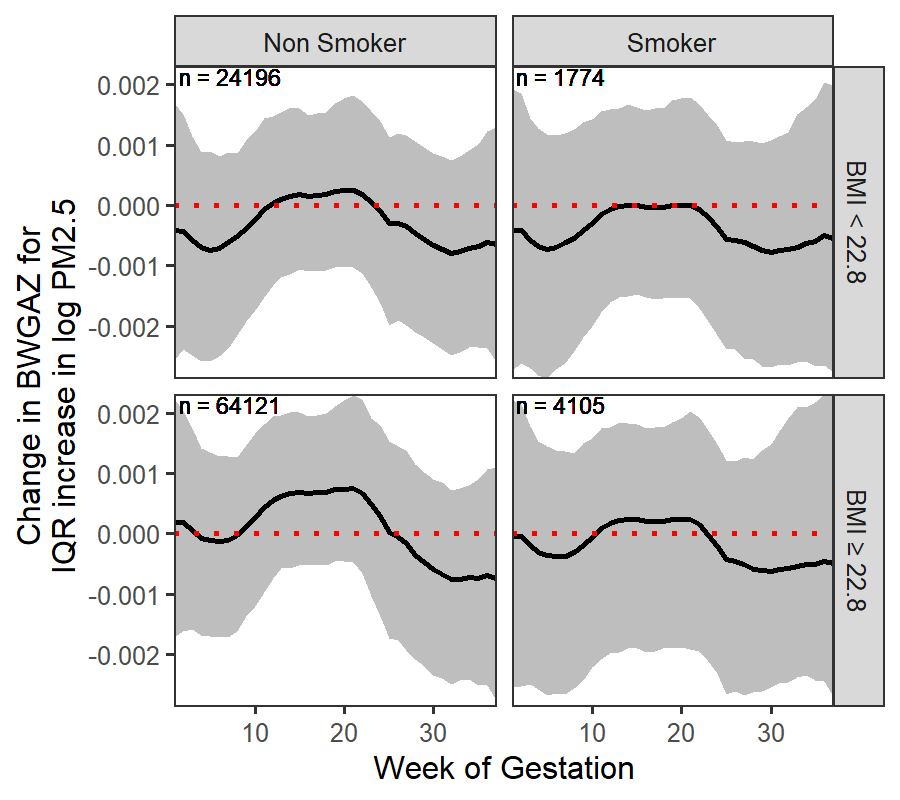 Non Smoker
Smoker
n = 24196
n = 1774
0.002
0.001
0.000
-0.001
-0.002
BMI < 22.8
n = 64121
n = 4105
0.002
0.001
0.000
-0.001
-0.002
BMI ≥ 22.8
Change in BWGAZ for
IQR increase in log PM2.5
10
20
30
10
20
30
Week of Gestation